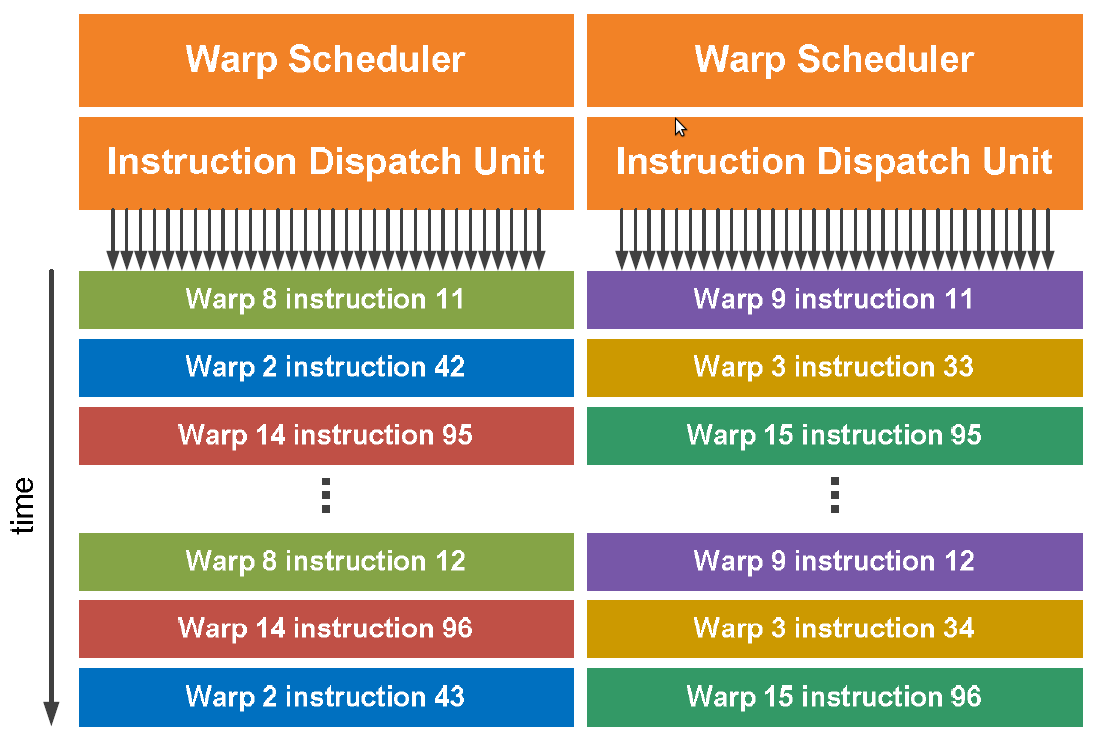 Warp Scheduler
Instruction Dispatch Unit
Warp 8 instruction 11
Warp 2 instruction 42
Warp 14 instruction 95
Warp 8 instruction 12
Warp 14 instruction 96
Warp 2 instruction 43
Warp Scheduler
Instruction Dispatch Unit
Warp 9 instruction 11
Warp 3 instruction 33
Warp 15 instruction 95
Warp 9 instruction 12
Warp 3 instruction 34
Warp 15 instruction 96
time